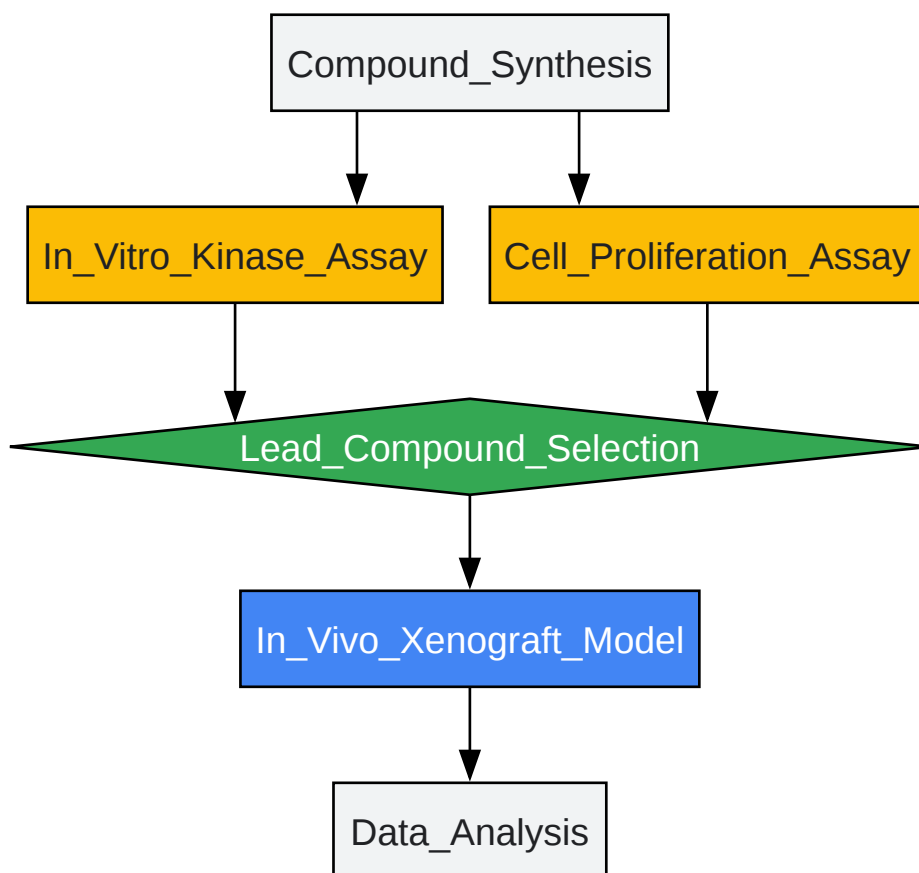 Compound_Synthesis
In_Vitro_Kinase_Assay
Cell_Proliferation_Assay
Lead_Compound_Selection
In_Vivo_Xenograft_Model
Data_Analysis